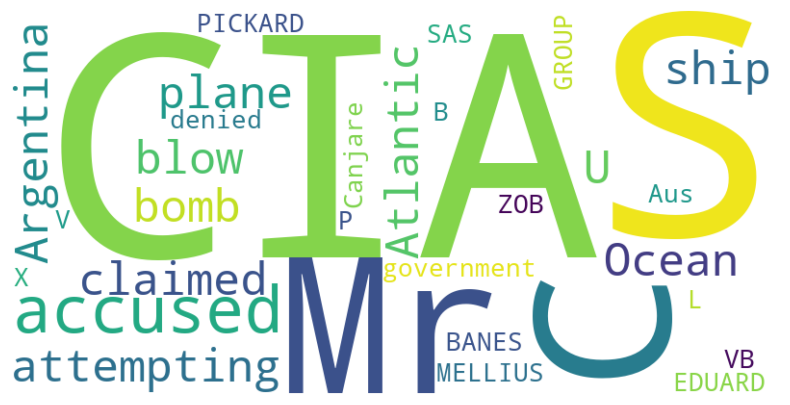 PICKARD
SAS
GROUP
Argentina
CIA
S
ship
plane
denied
Canjare
Atlantic
B
blow
U
bomb
ZOB
Aus
V
P
X
claimed
government
Ocean
accused
Mr
C
L
BANES
attempting
MELLIUS
VB
EDUARD